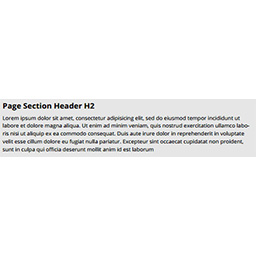 Page Section Header H2
Lorem ipsum dolor sit amet, consectetur adipisicing elit, sed do eiusmod tempor incididunt ut
labore et dolore magna aliqua. Ut enim ad minim veniam, quis nostrud exercitation ullamco labo-
ris nisi ut aliquip ex ea commodo consequat. Duis aute irure dolor in reprehenderit in voluptate
velit esse cillum dolore eu fugiat nulla pariatur. Excepteur sint occaecat cupidatat non proident,
sunt in culpa qui officia deserunt mollit anim id est laborum